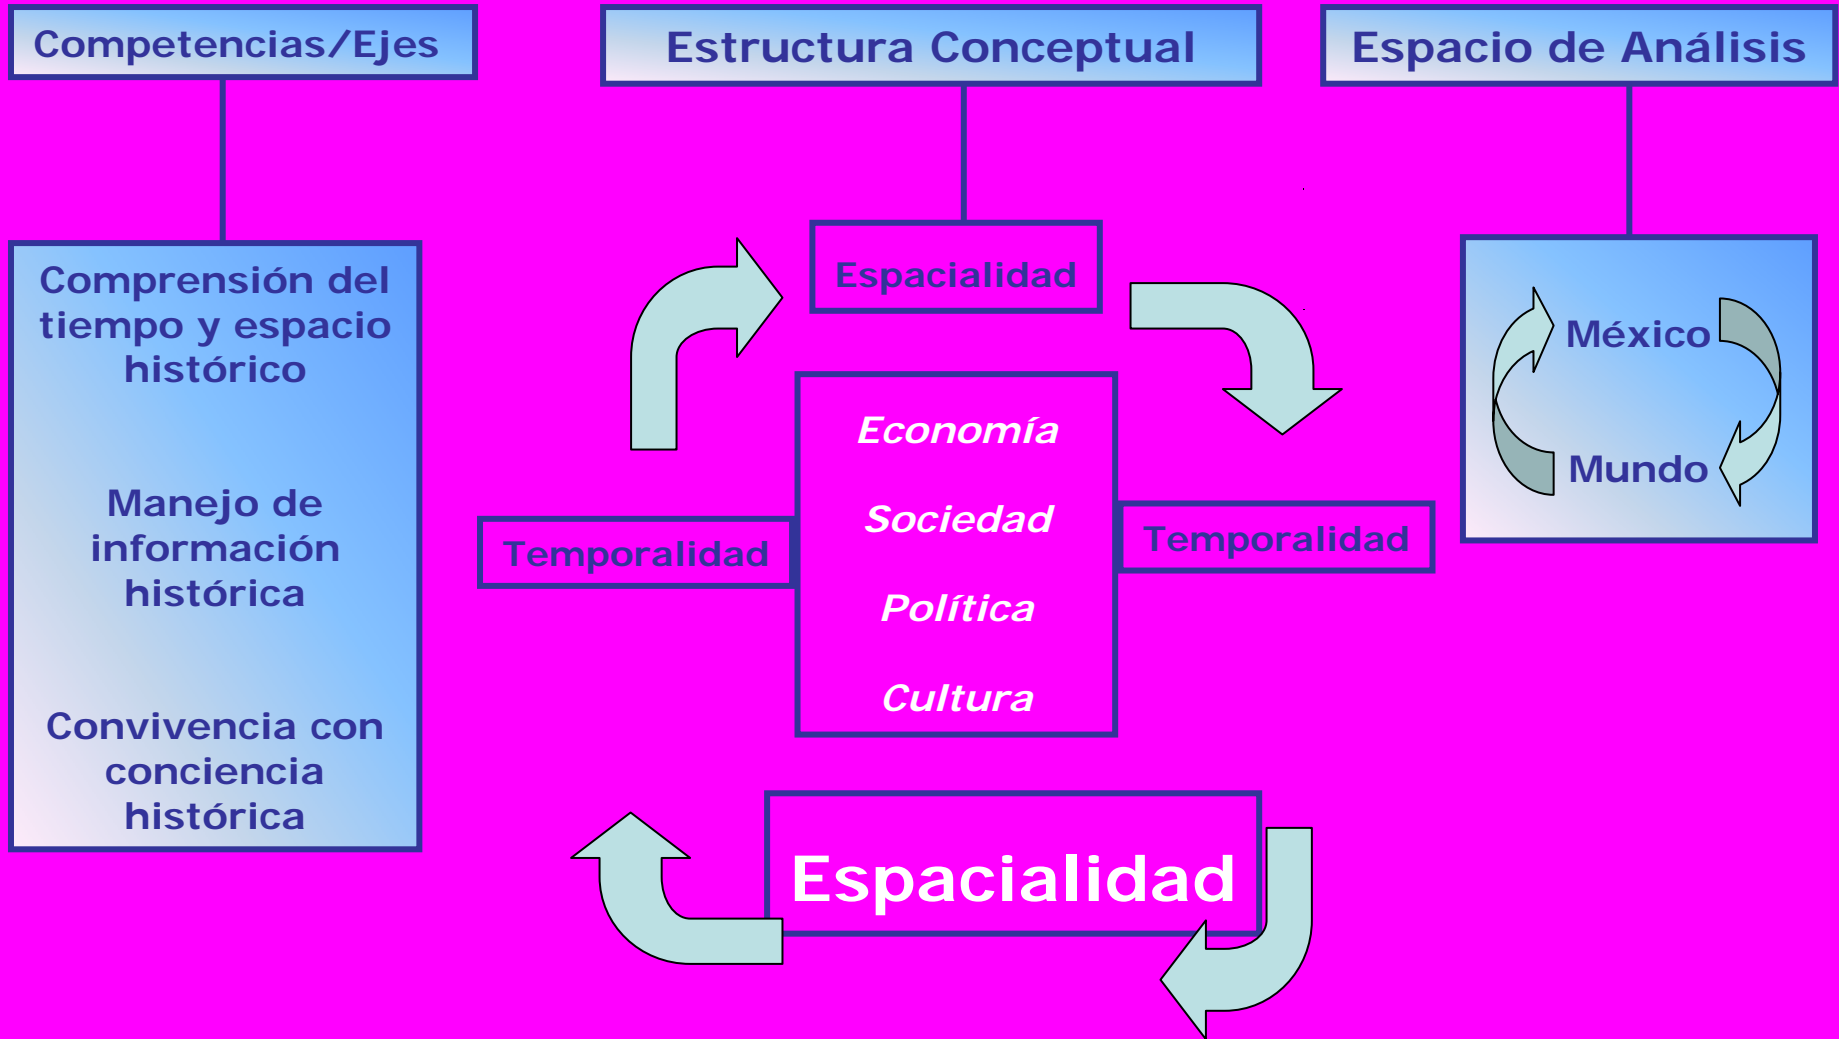 Competencias/Ejes
Comprensión del
tiempo y espacio
histórico
Manejo de
información
histórica
Convivencia con
conciencia
histórica
Estructura Conceptual
Espacialidad
Temporalidad
Economía
Sociedad
Política
Cultura
Temporalidad
Espacialidad
Espacio de Análisis
México
Mundo